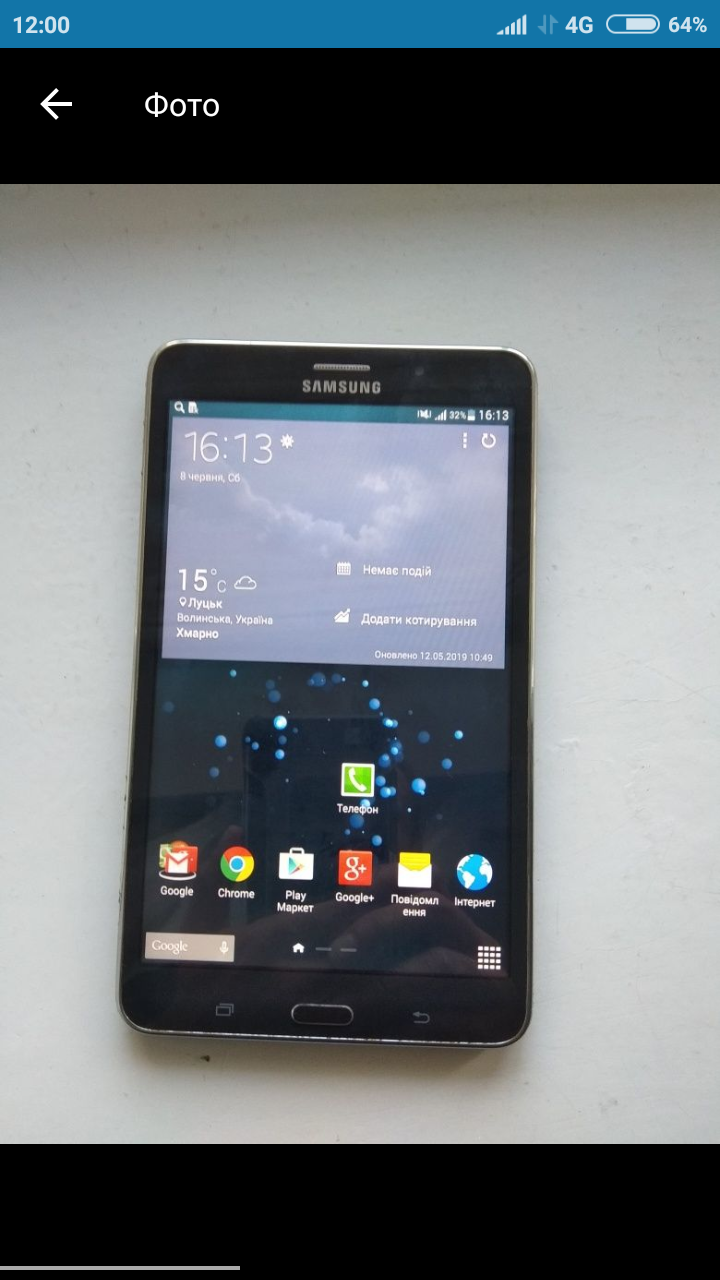 12:00
4G
64%
Фото
SAMSUNG
32%
16:13
16:13
8 червня, Сб
15°C
Луцьк
Волинська, Україна
Хмарно
Немає подій
Додати котирування
Оновлено 12.05.2019 10:49
Телефон
Google
Chrome
Play
Маркет
Google+
Повідомл
ення
Інтернет
Google